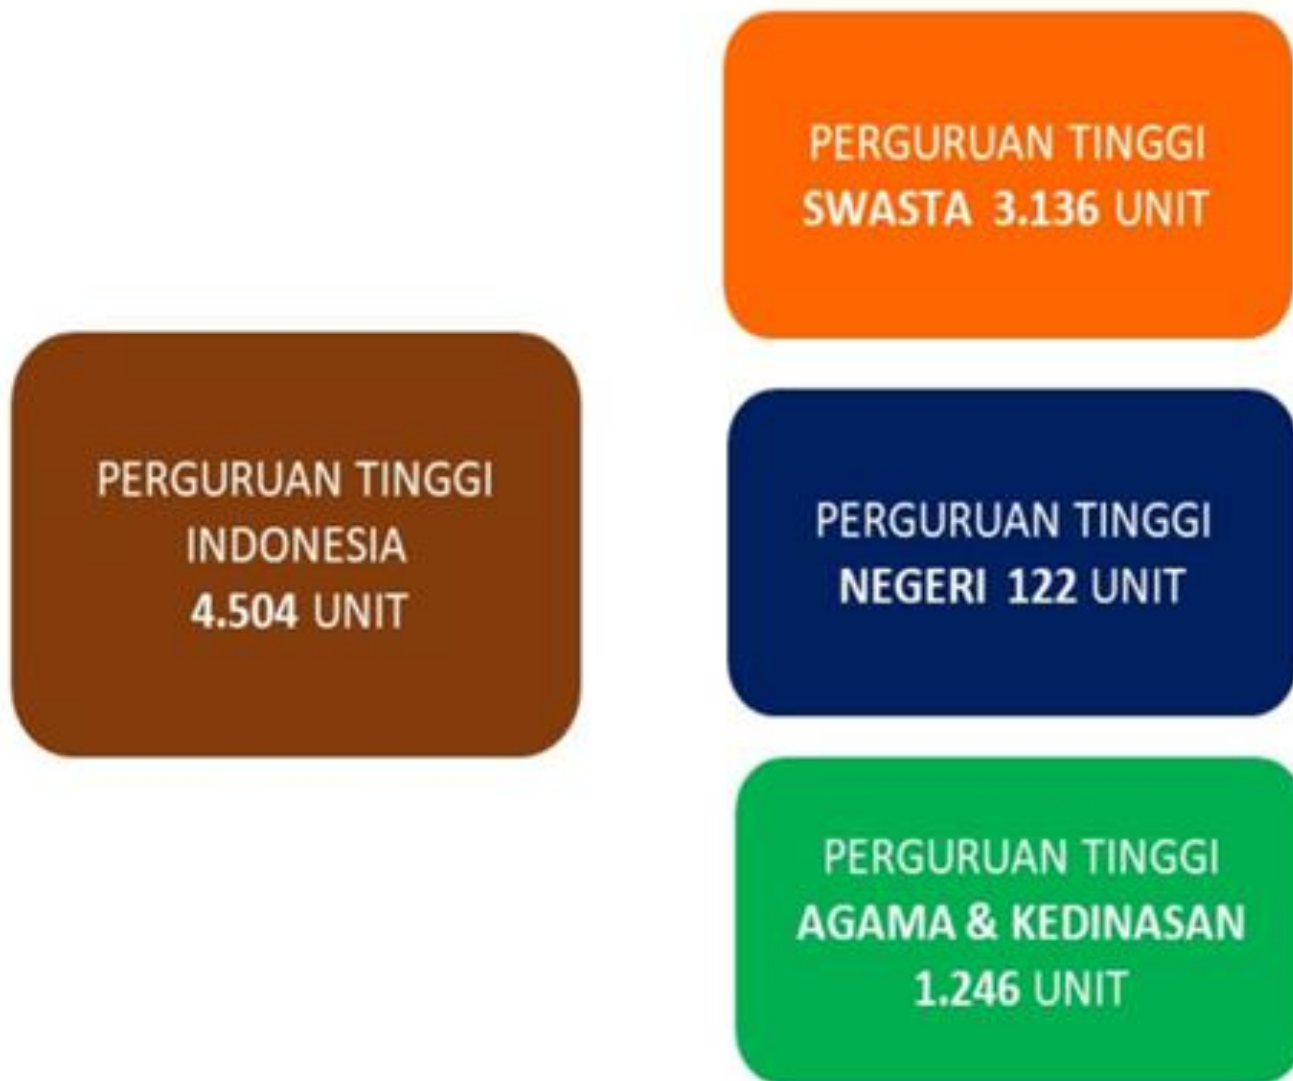 PERGURUAN TINGGI
INDONESIA
4.504 UNIT
PERGURUAN TINGGI
SWASTA 3.136 UNIT
PERGURUAN TINGGI
NEGERI 122 UNIT
PERGURUAN TINGGI
AGAMA & KEDINASAN
1.246 UNIT